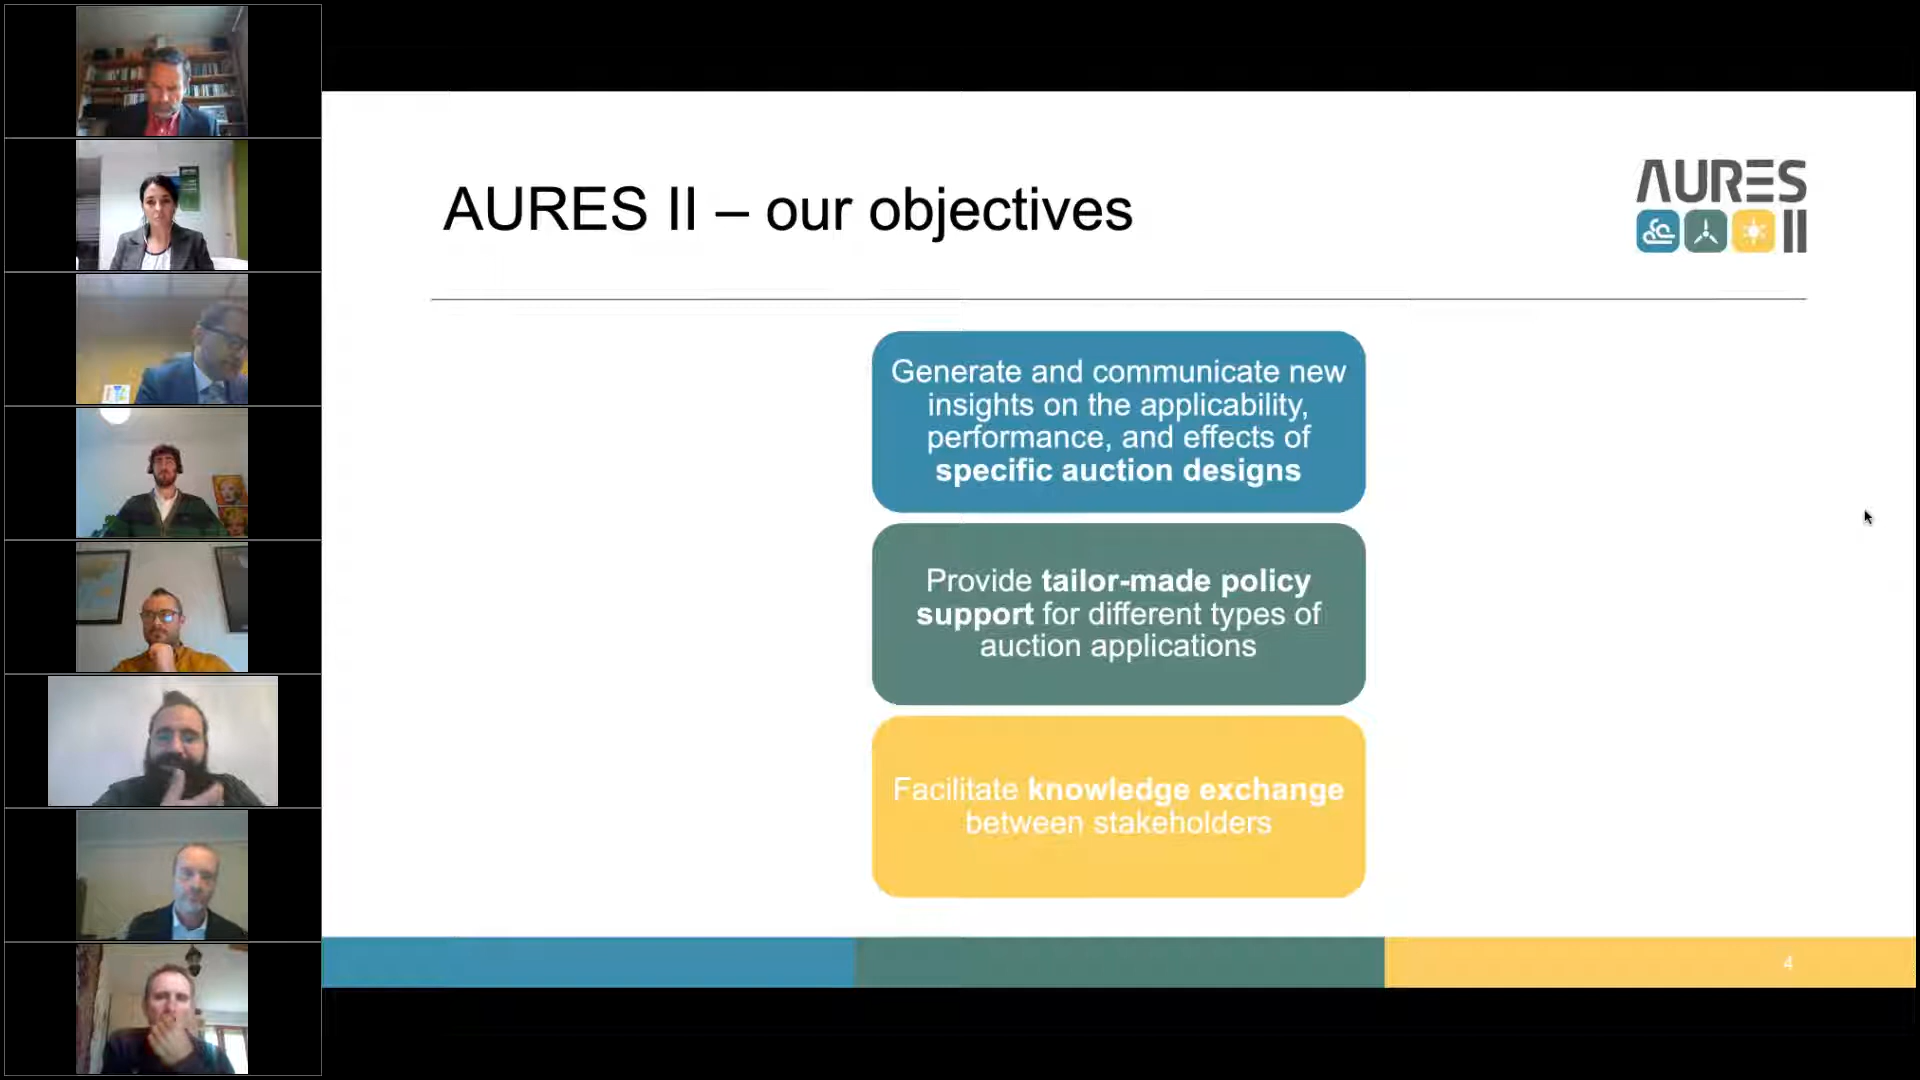 AURES II – our objectives
AURES
II
Generate and communicate new
insights on the applicability,
performance, and effects of
specific auction designs
Provide tailor-made policy
support for different types of
auction applications
Facilitate knowledge exchange
between stakeholders
4